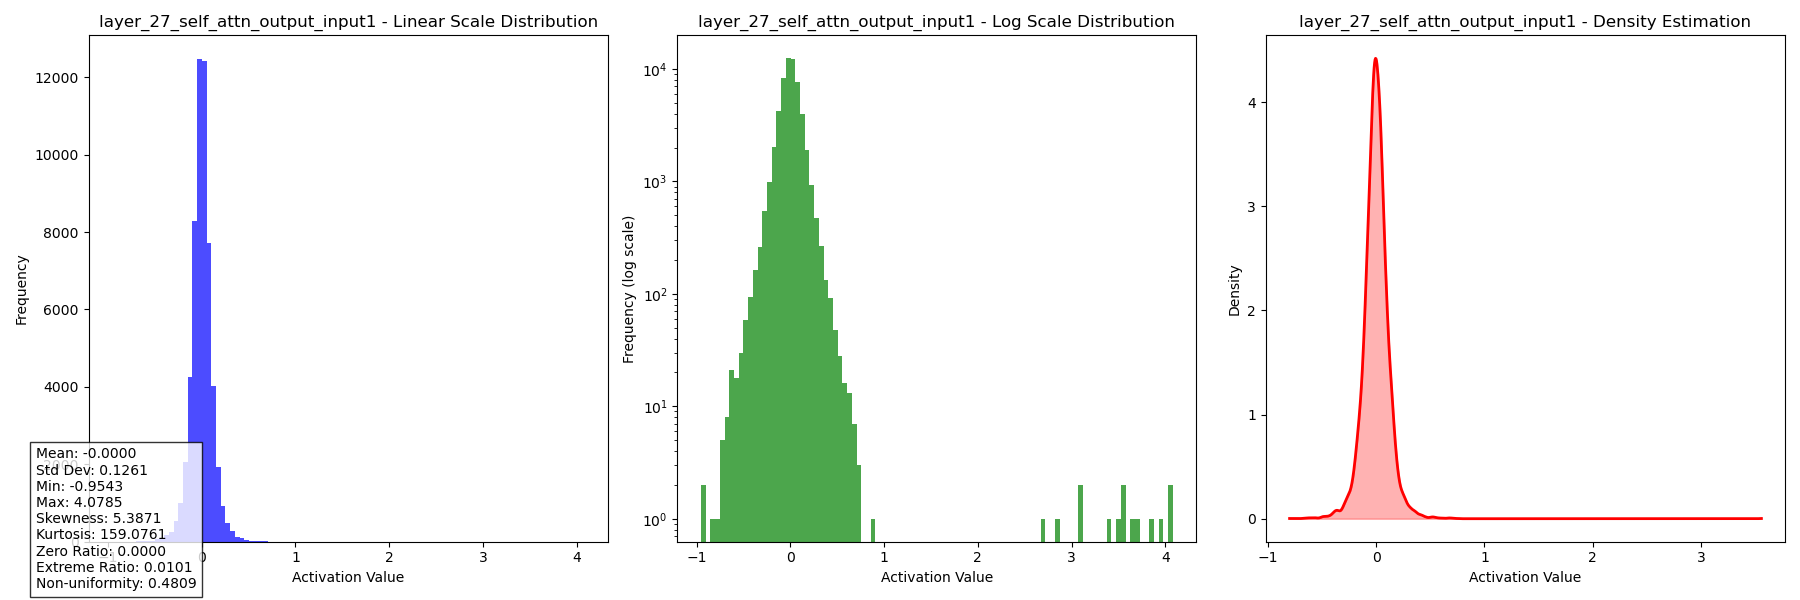 layer_27_self_attn_output_input1 - Linear Scale Distribution
12000
10000
8000
6000
4000
2000
0
Frequency
Mean: -0.0000
Std Dev: 0.1261
Min: -0.9543
Max: 4.0785
Skewness: 5.3871
Kurtosis: 159.0761
Zero Ratio: 0.0000
Extreme Ratio: 0.0101
Non-uniformity: 0.4809
0 1 2 3 4
Activation Value
layer_27_self_attn_output_input1 - Log Scale Distribution
10⁴
10³
10²
10¹
10⁰
Frequency (log scale)
−1 0 1 2 3 4
Activation Value
layer_27_self_attn_output_input1 - Density Estimation
4
3
2
1
0
Density
−1 0 1 2 3
Activation Value